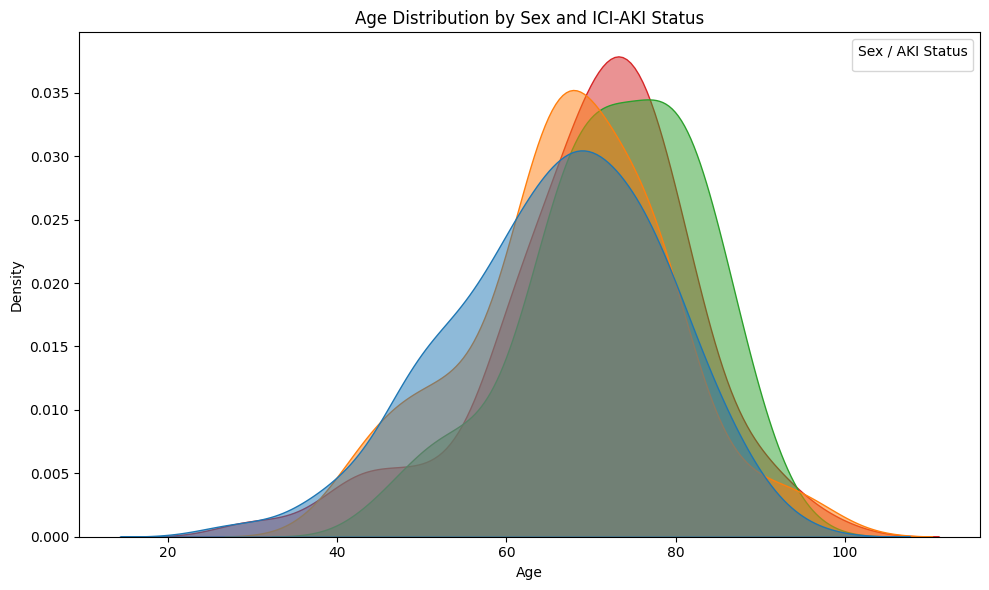 Age Distribution by Sex and ICI-AKI Status
Sex / AKI Status
0.035
0.030
0.025
0.020
0.015
0.010
0.005
0.000
Density
20 40 60 80 100
Age